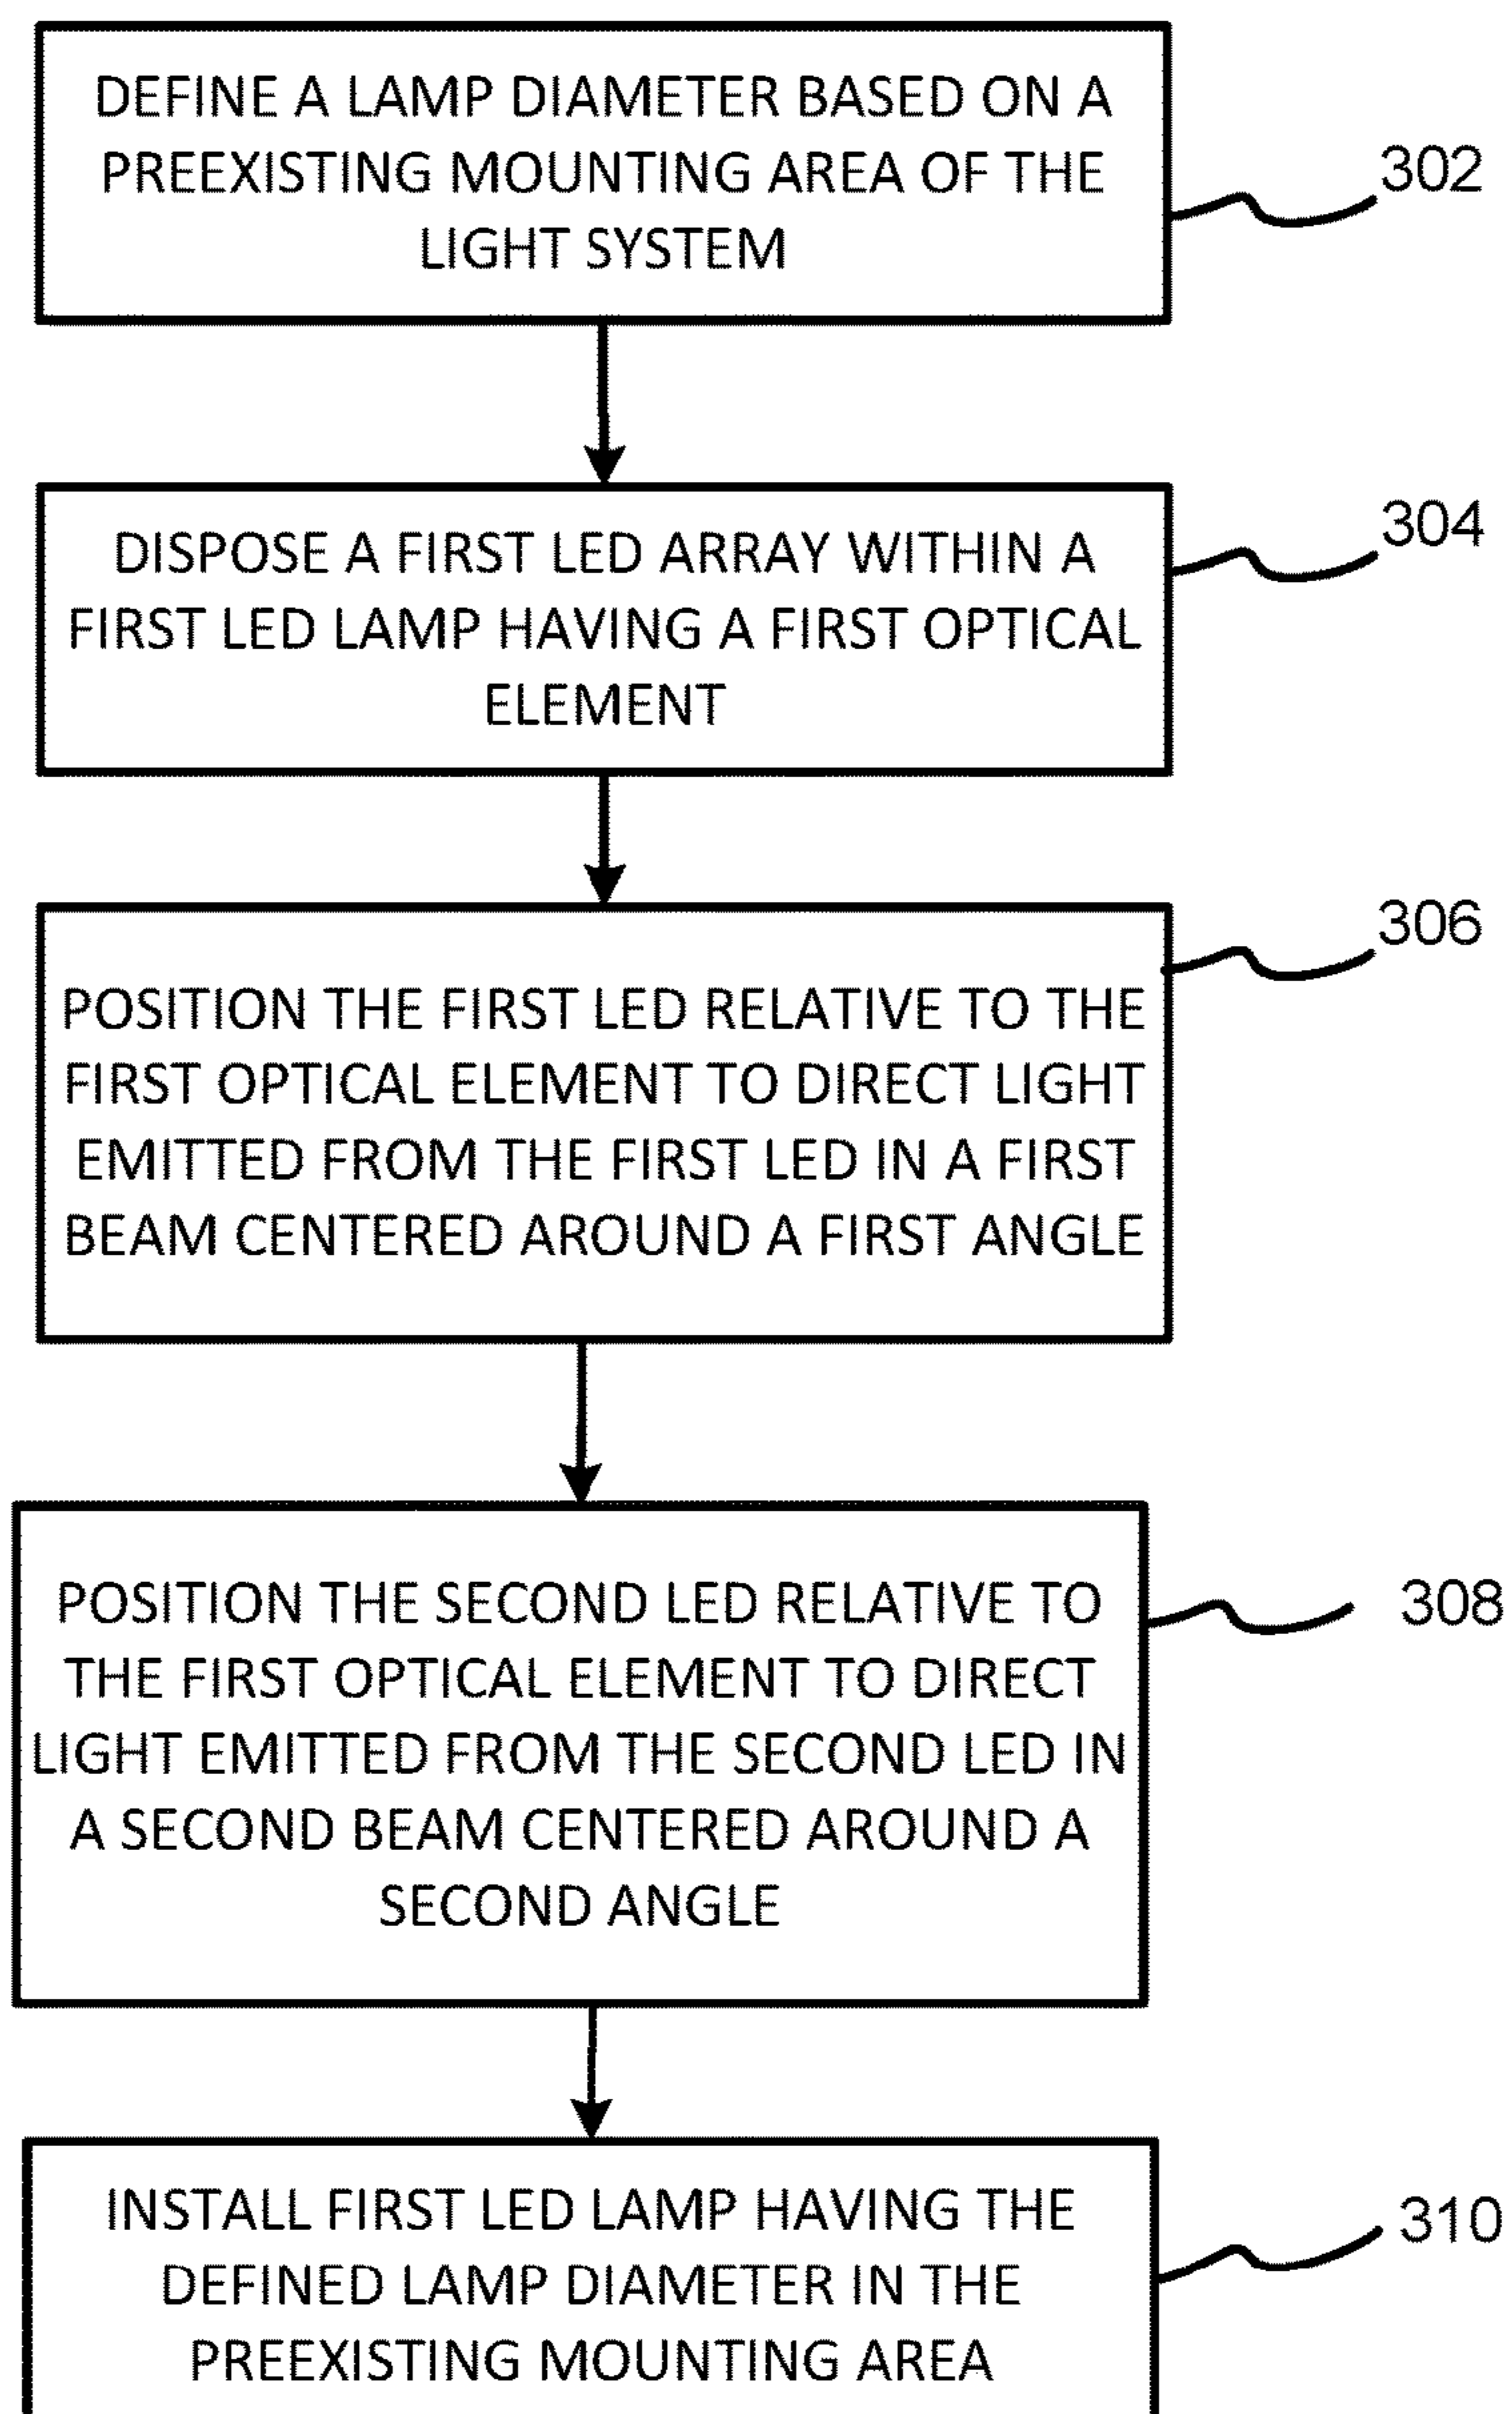 DEFINE A LAMP DIAMETER BASED ON A
PREEXISTING MOUNTING AREA OF THE
LIGHT SYSTEM
302
DISPOSE A FIRST LED ARRAY WITHIN A
FIRST LED LAMP HAVING A FIRST OPTICAL
ELEMENT
304
POSITION THE FIRST LED RELATIVE TO THE
FIRST OPTICAL ELEMENT TO DIRECT LIGHT
EMITTED FROM THE FIRST LED IN A FIRST
BEAM CENTERED AROUND A FIRST ANGLE
306
POSITION THE SECOND LED RELATIVE TO
THE FIRST OPTICAL ELEMENT TO DIRECT
LIGHT EMITTED FROM THE SECOND LED IN
A SECOND BEAM CENTERED AROUND A
SECOND ANGLE
308
INSTALL FIRST LED LAMP HAVING THE
DEFINED LAMP DIAMETER IN THE
PREEXISTING MOUNTING AREA
310